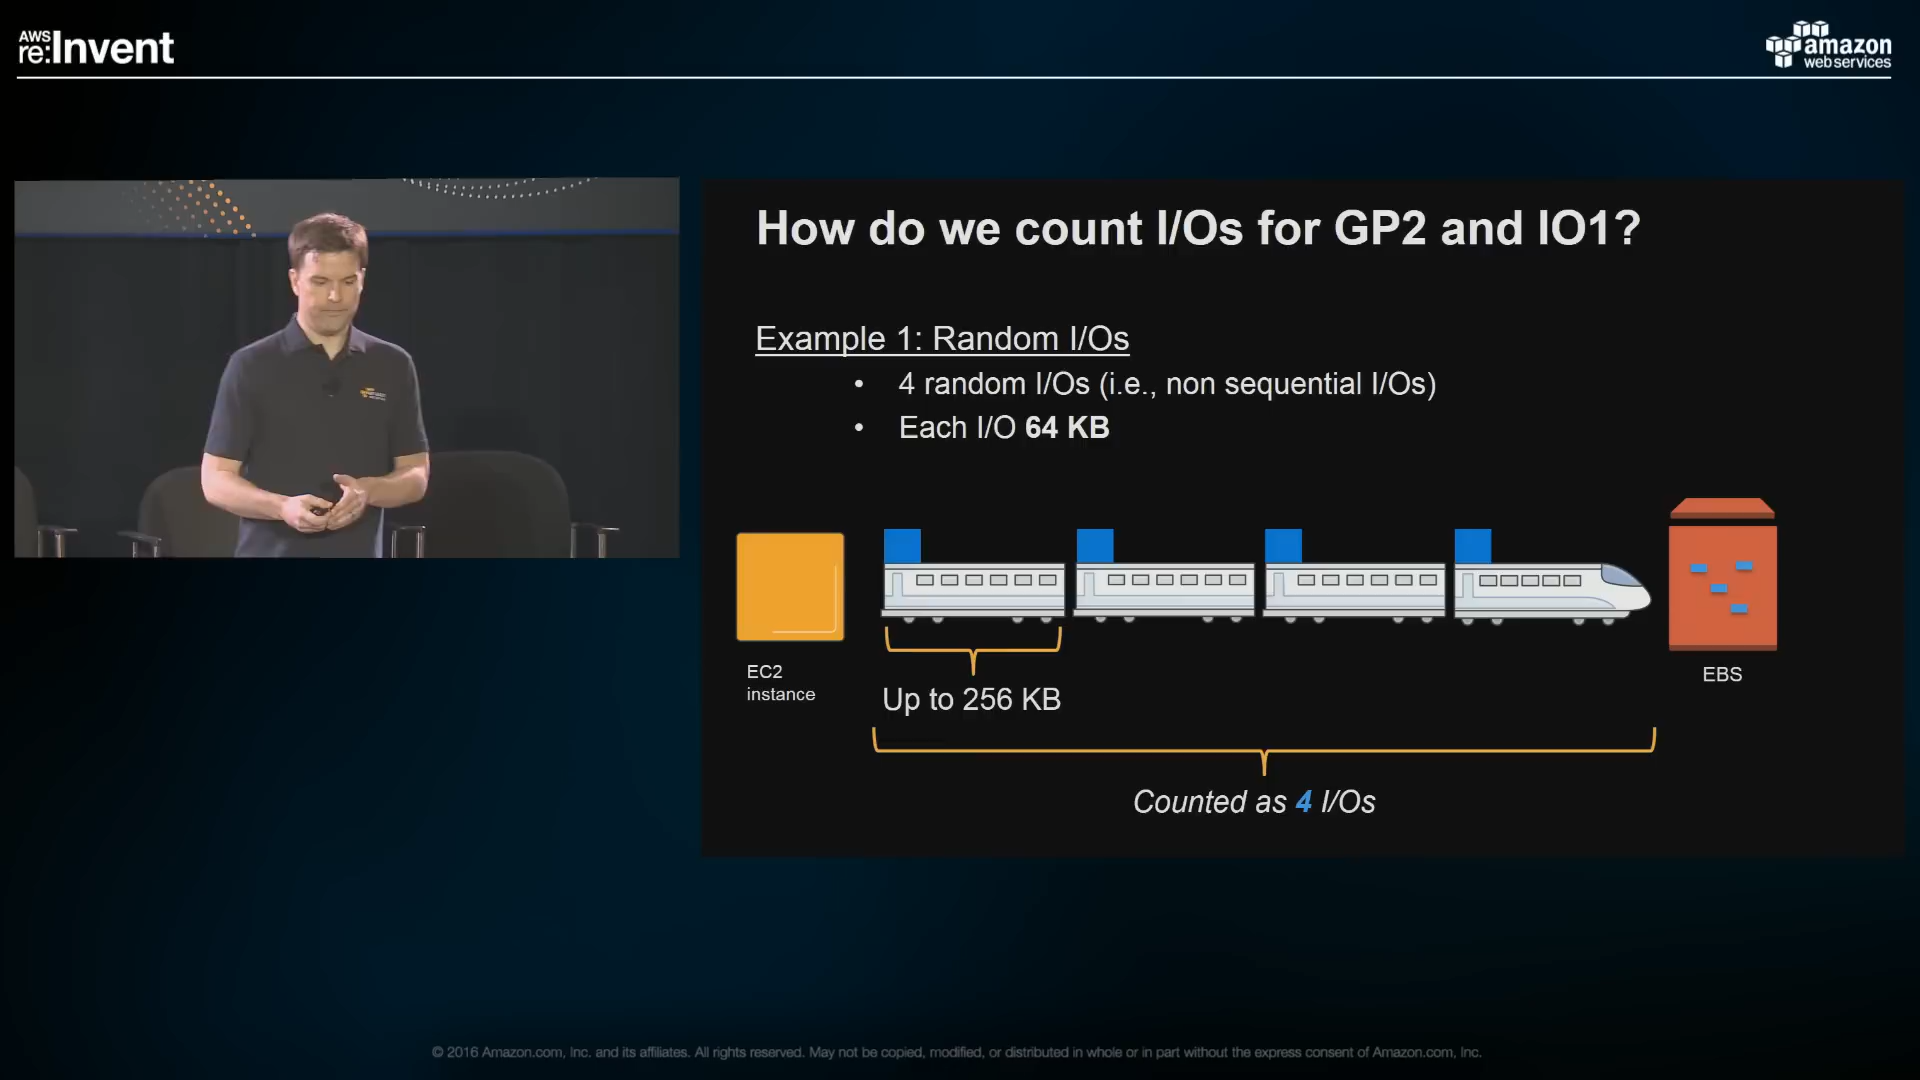 AWS
re:Invent
amazon
web services
How do we count I/Os for GP2 and IO1?
Example 1: Random I/Os
• 4 random I/Os (i.e., non sequential I/Os)
• Each I/O 64 KB
EC2
instance
Up to 256 KB
EBS
Counted as 4 I/Os
© 2016 Amazon.com, Inc. and its affiliates. All rights reserved. May not be copied, modified, or distributed in whole or in part without the express consent of Amazon.com, Inc.